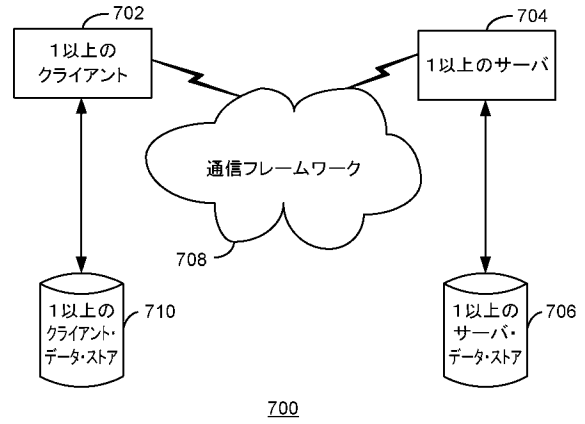 702
1以上の
クライアント
704
1以上のサーバ
通信フレームワーク
708
1以上の
クライアント・
データ・ストア
710
1以上の
サーバ・
データ・ストア
706
700